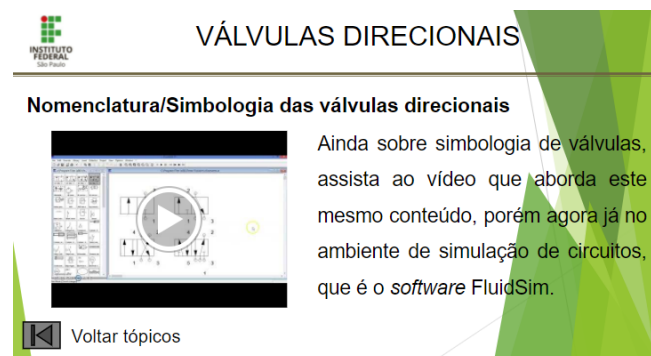 INSTITUTO
FEDERAL
São Paulo
VÁLVULAS DIRECIONAIS
Nomenclatura/Simbologia das válvulas direcionais
Ainda sobre simbologia de válvulas,
assista ao vídeo que aborda este
mesmo conteúdo, porém agora já no
ambiente de simulação de circuitos,
que é o software FluidSim.
Voltar tópicos